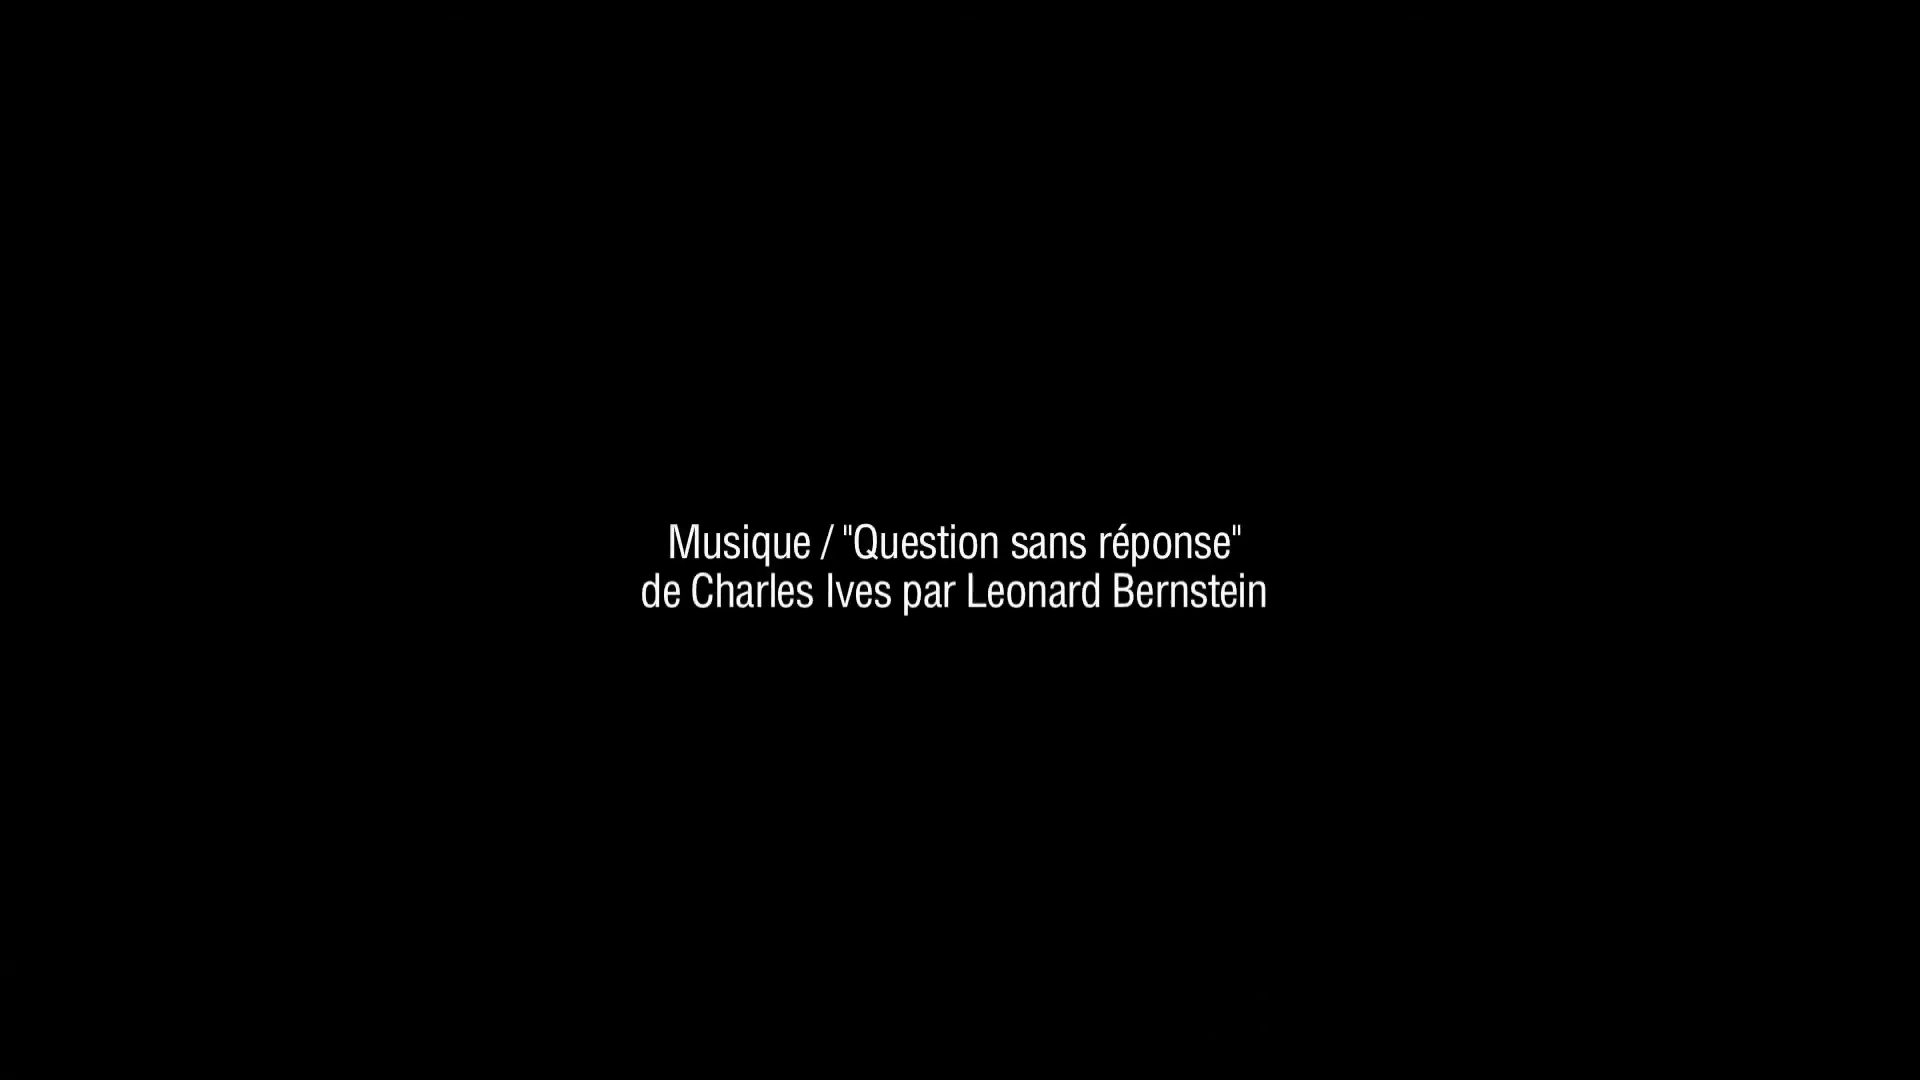 Musique / "Question sans réponse"
de Charles Ives par Leonard Bernstein